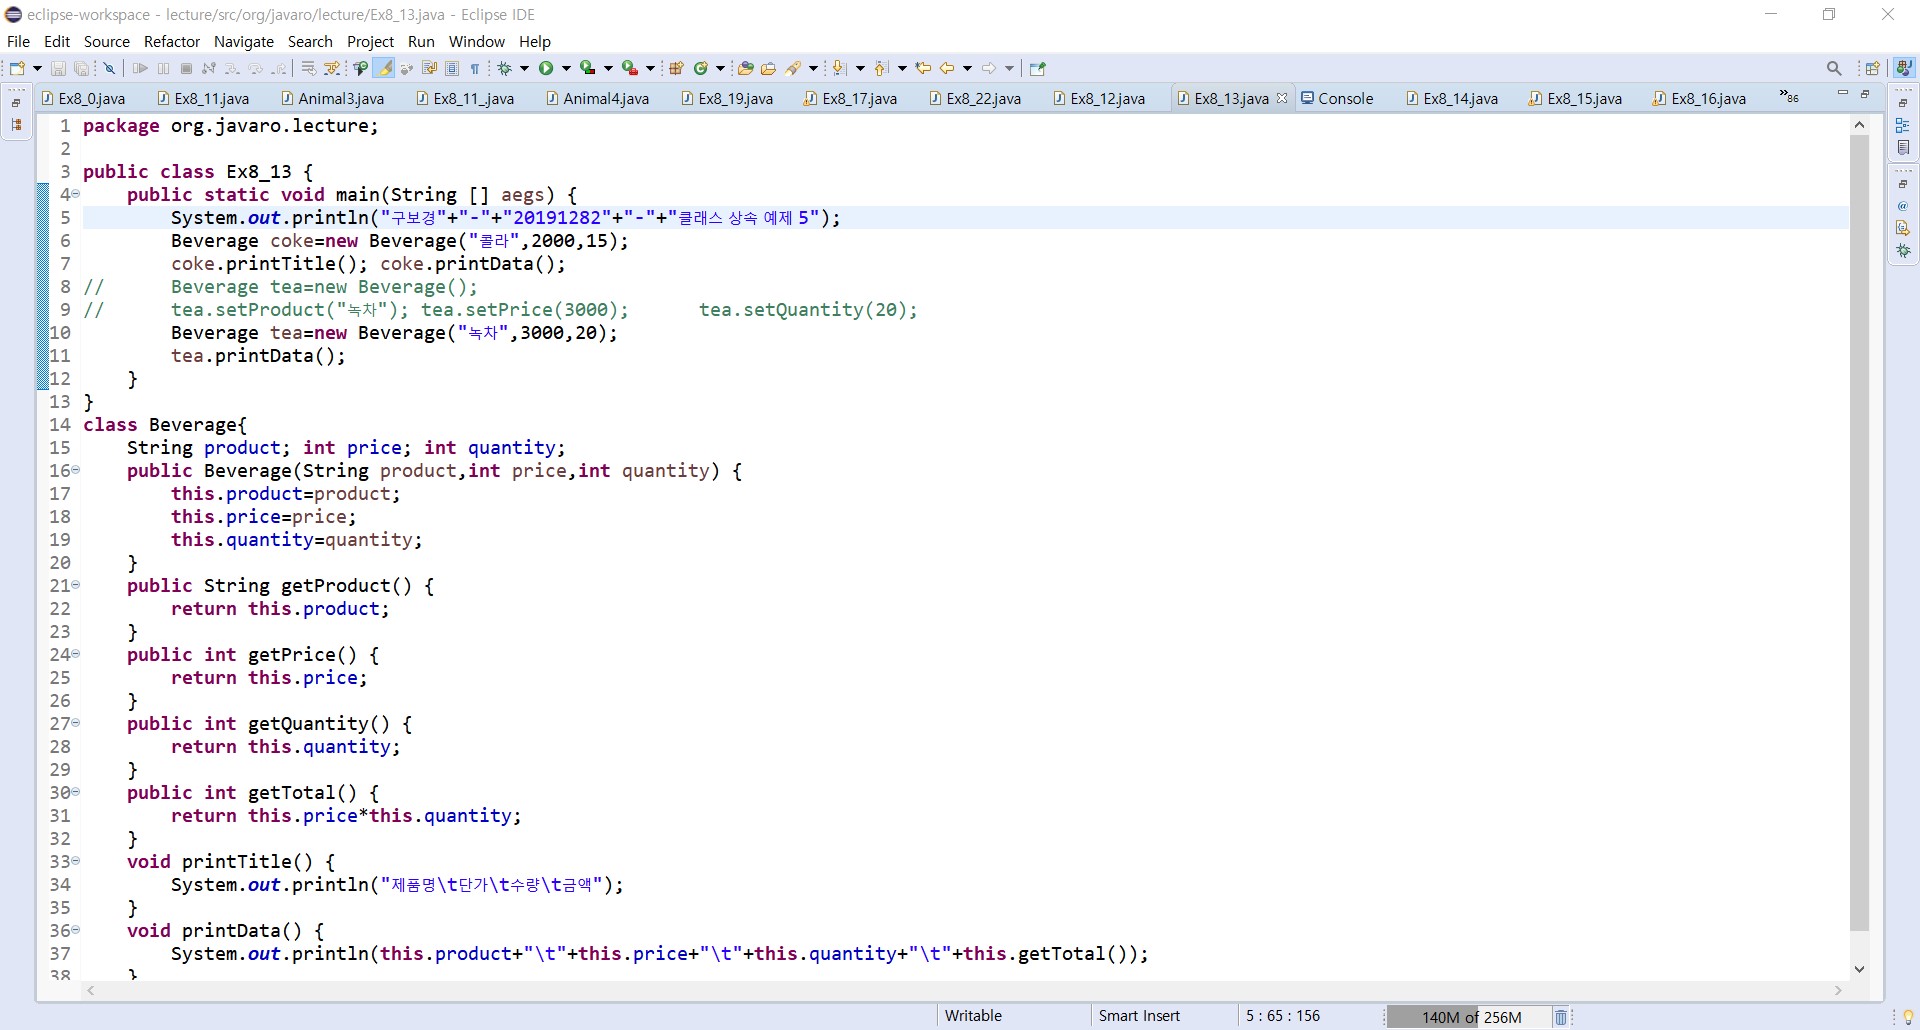 eclipse-workspace - lecture/src/org/javaro/lecture/Ex8_13.java - Eclipse IDE
File Edit Source Refactor Navigate Search Project Run Window Help
Ex8_0.java Ex8_11.java Animal3.java Ex8_11_.java Animal4.java Ex8_19.java Ex8_17.java Ex8_22.java Ex8_12.java Ex8_13.java Console Ex8_14.java Ex8_15.java Ex8_16.java »86
1 package org.javaro.lecture;
2
3 public class Ex8_13 {
4     public static void main(String [] aegs) {
5         System.out.println("구보경"+"-"+"20191282"+"-"+"클래스 상속 예제 5");
6         Beverage coke=new Beverage("콜라",2000,15);
7         coke.printTitle(); coke.printData();
8 //      Beverage tea=new Beverage();
9 //      tea.setProduct("녹차"); tea.setPrice(3000);      tea.setQuantity(20);
10         Beverage tea=new Beverage("녹차",3000,20);
11         tea.printData();
12     }
13 }
14 class Beverage{
15     String product; int price; int quantity;
16     public Beverage(String product,int price,int quantity) {
17         this.product=product;
18         this.price=price;
19         this.quantity=quantity;
20     }
21     public String getProduct() {
22         return this.product;
23     }
24     public int getPrice() {
25         return this.price;
26     }
27     public int getQuantity() {
28         return this.quantity;
29     }
30     public int getTotal() {
31         return this.price*this.quantity;
32     }
33     void printTitle() {
34         System.out.println("제품명\t단가\t수량\t금액");
35     }
36     void printData() {
37         System.out.println(this.product+"\t"+this.price+"\t"+this.quantity+"\t"+this.getTotal());
38     }
Writable Smart Insert 5 : 65 : 156 140M of 256M